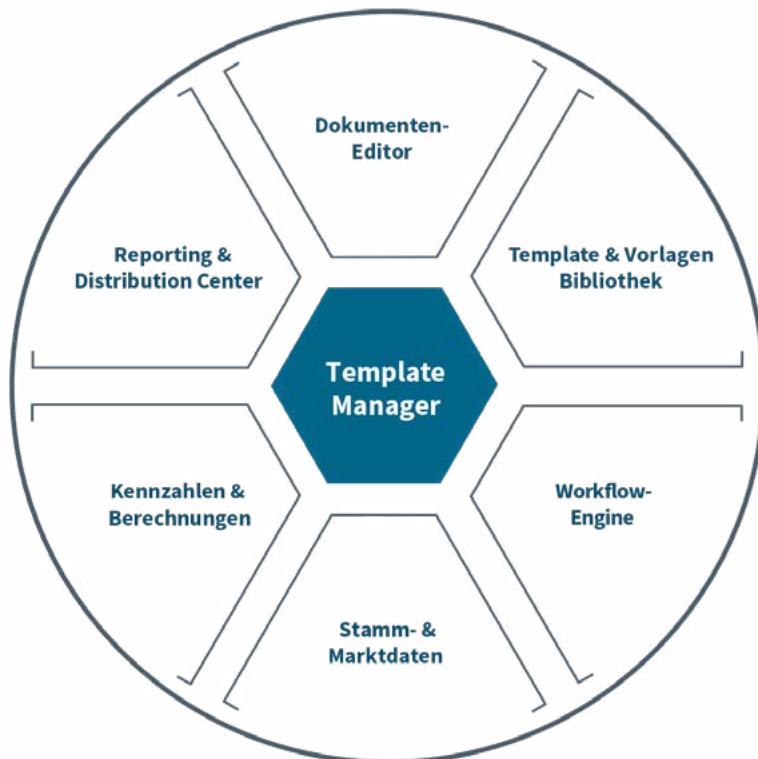 Dokumenten-
Editor
Reporting &
Distribution Center
Template & Vorlagen
Bibliothek
Template
Manager
Kennzahlen &
Berechnungen
Workflow-
Engine
Stamm- &
Marktdaten